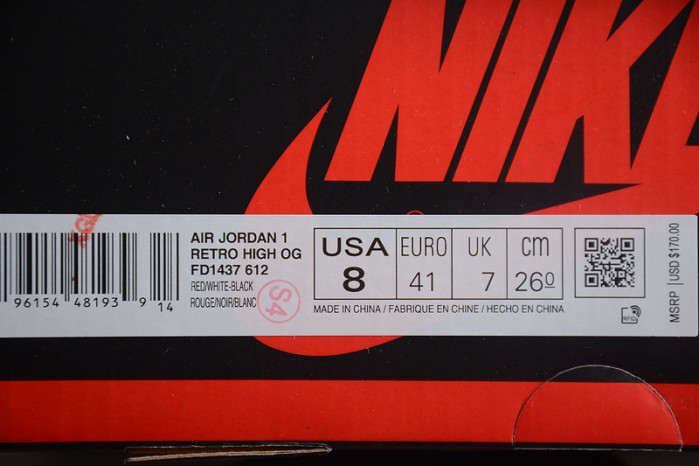 NIKE
AIR JORDAN 1
RETRO HIGH OG
FD1437 612
RED/WHITE-BLACK
ROUGE/NOIR/BLANC
S4
USA EURO UK cm
8 41 7 26.0
MADE IN CHINA / FABRIQUE EN CHINE / HECHO EN CHINA
96154 48193 9 14
RFID
MSRP | USD $170.00